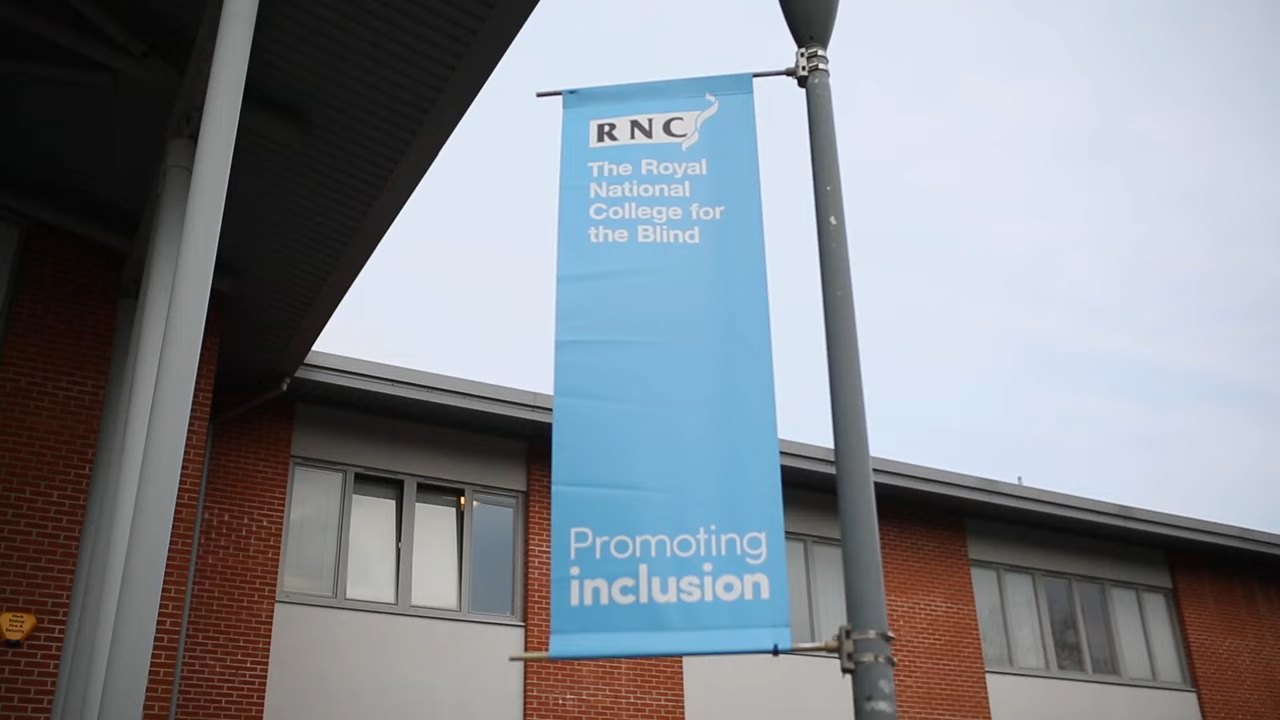 RNC
The Royal
National
College for
the Blind
Promoting
inclusion